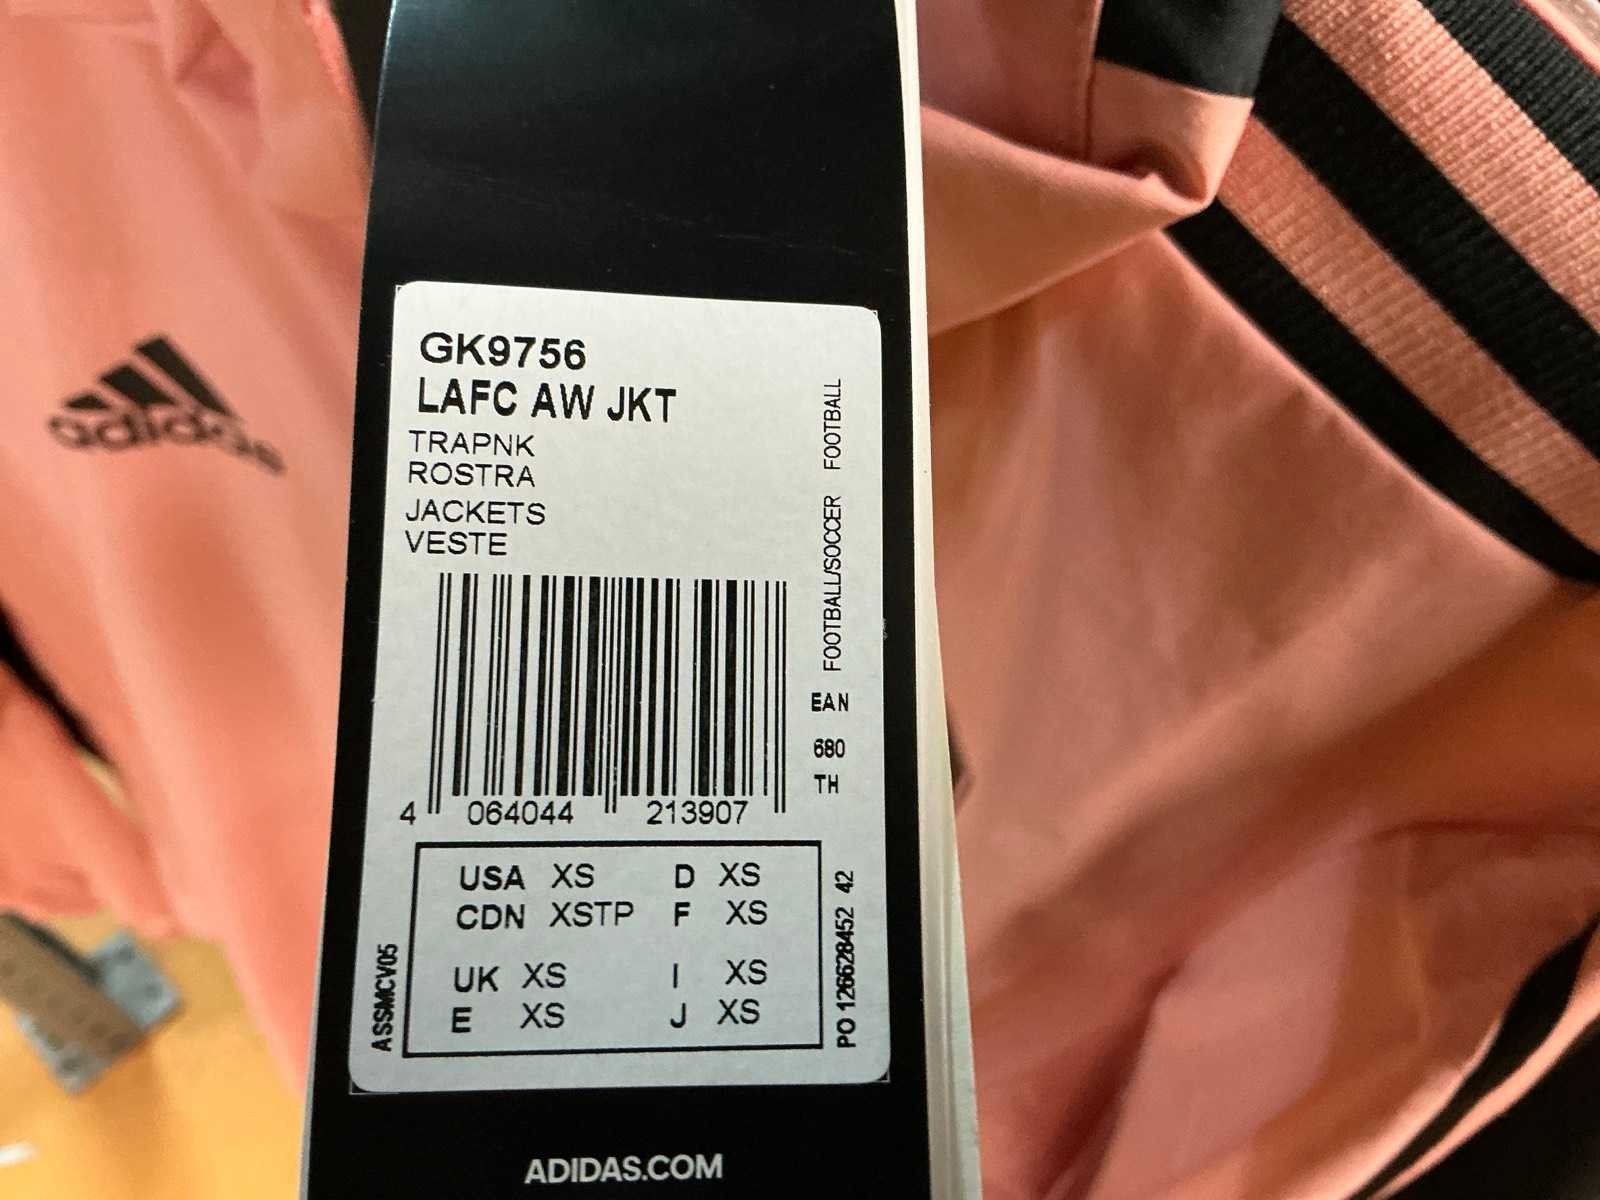 adidas
GK9756
LAFC AW JKT
TRAPNK
ROSTRA
JACKETS
VESTE
FOOTBALL/SOCCER FOOTBALL
EAN
680
TH
4 064044 213907
USA XS D XS
CDN XSTP F XS
UK XS I XS
E XS J XS
ASSMCV05
PO 126628452 42
ADIDAS.COM